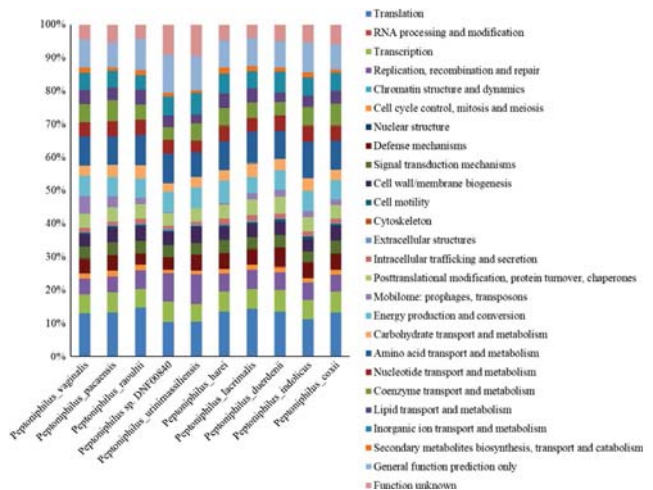 100%
90%
80%
70%
60%
50%
40%
30%
20%
10%
0%
Peptoniphilus_vaginalis
Peptoniphilus_pacaensis
Peptoniphilus_raoultii
Peptoniphilus sp. DNF00840
Peptoniphilus_urinimassiliensis
Peptoniphilus_harei
Peptoniphilus_lacrimalis
Peptoniphilus_duerdenii
Peptoniphilus_indolicus
Peptoniphilus_coxii
Translation
RNA processing and modification
Transcription
Replication, recombination and repair
Chromatin structure and dynamics
Cell cycle control, mitosis and meiosis
Nuclear structure
Defense mechanisms
Signal transduction mechanisms
Cell wall/membrane biogenesis
Cell motility
Cytoskeleton
Extracellular structures
Intracellular trafficking and secretion
Posttranslational modification, protein turnover, chaperones
Mobilome: prophages, transposons
Energy production and conversion
Carbohydrate transport and metabolism
Amino acid transport and metabolism
Nucleotide transport and metabolism
Coenzyme transport and metabolism
Lipid transport and metabolism
Inorganic ion transport and metabolism
Secondary metabolites biosynthesis, transport and catabolism
General function prediction only
Function unknown